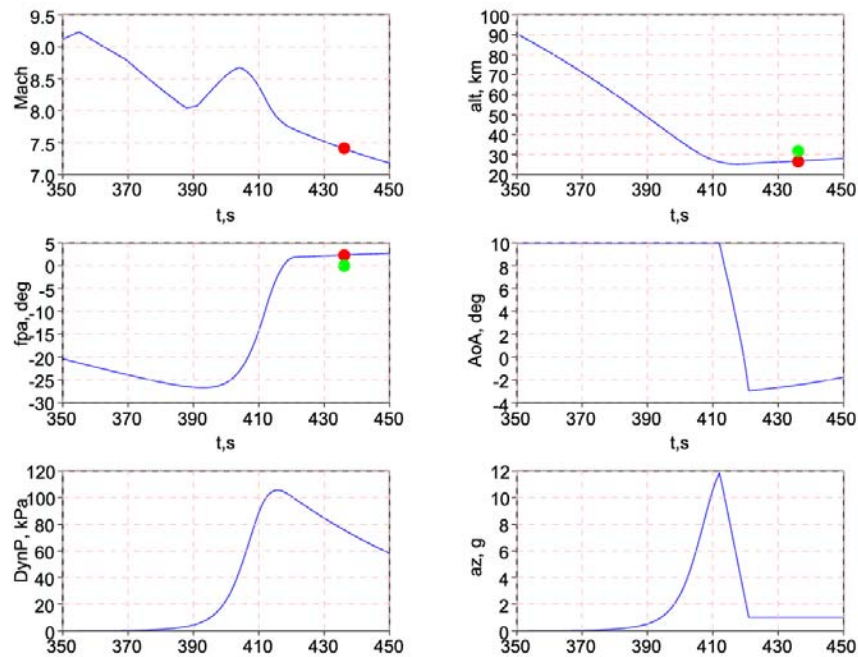 9.5
9.0
8.5
8.0
7.5
7.0
Mach
350 370 390 410 430 450
t,s
100
90
80
70
60
50
40
30
20
alt, km
350 370 390 410 430 450
t,s
5
0
-5
-10
-15
-20
-25
-30
fpa, deg
350 370 390 410 430 450
t,s
10
8
6
4
2
0
-2
-4
AoA, deg
350 370 390 410 430 450
t,s
120
100
80
60
40
20
0
DynP, kPa
350 370 390 410 430 450
12
10
8
6
4
2
0
az, g
350 370 390 410 430 450